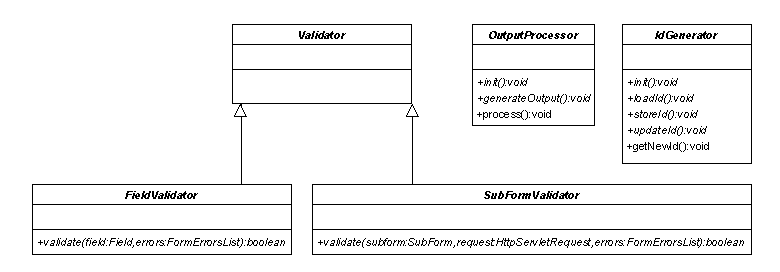 Validator
OutputProcessor
IdGenerator
+init():void
+generateOutput():void
+process():void
+init():void
+loadId():void
+storeId():void
+updateId():void
+getNewId():void
FieldValidator
SubFormValidator
+validate(field:Field,errors:FormErrorsList):boolean
+validate(subform:SubForm,request:HttpServletRequest,errors:FormErrorsList):boolean